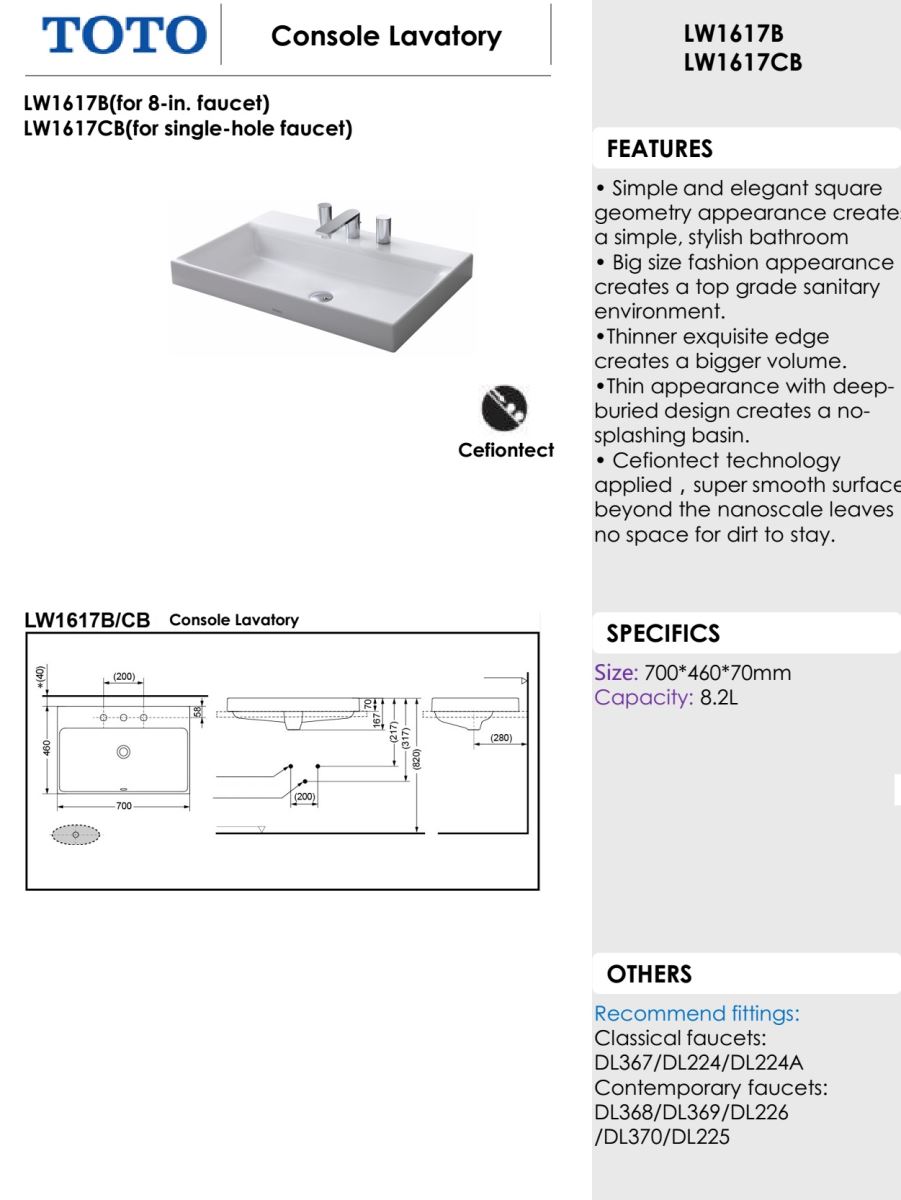 TOTO
Console Lavatory
LW1617B
LW1617CB
LW1617B(for 8-in. faucet)
LW1617CB(for single-hole faucet)
Cefiontect
FEATURES
• Simple and elegant square
geometry appearance creates
a simple, stylish bathroom
• Big size fashion appearance
creates a top grade sanitary
environment.
•Thinner exquisite edge
creates a bigger volume.
•Thin appearance with deep-
buried design creates a no-
splashing basin.
• Cefiontect technology
applied , super smooth surface
beyond the nanoscale leaves
no space for dirt to stay.
LW1617B/CB Console Lavatory
*(40)
(200)
58
460
700
70
167
(217)
(317)
(820)
(200)
(280)
SPECIFICS
Size: 700*460*70mm
Capacity: 8.2L
OTHERS
Recommend fittings:
Classical faucets:
DL367/DL224/DL224A
Contemporary faucets:
DL368/DL369/DL226
/DL370/DL225